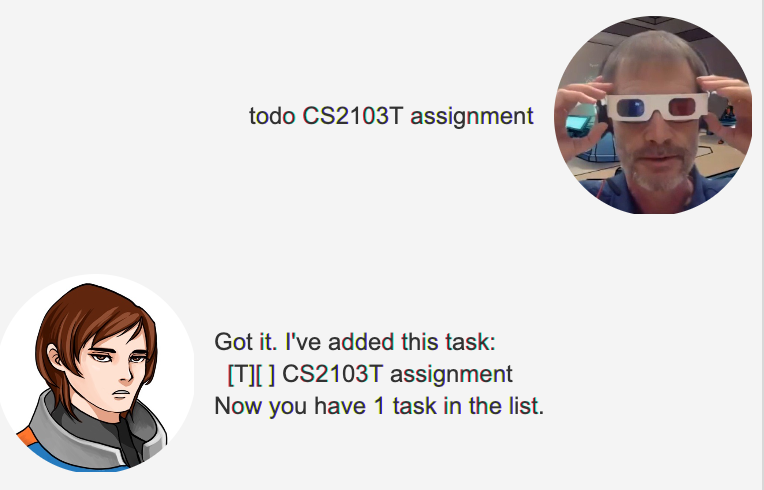 todo CS2103T assignment
Got it. I've added this task:
[T][ ] CS2103T assignment
Now you have 1 task in the list.